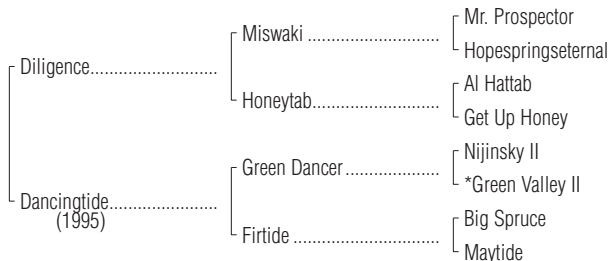 Mr. Prospector
Miswaki
Hopespringseternal
Diligence
Al Hattab
Honeytab
Get Up Honey
Nijinsky II
Green Dancer
*Green Valley II
Dancingtide
(1995)
Big Spruce
Firtide
Maytide